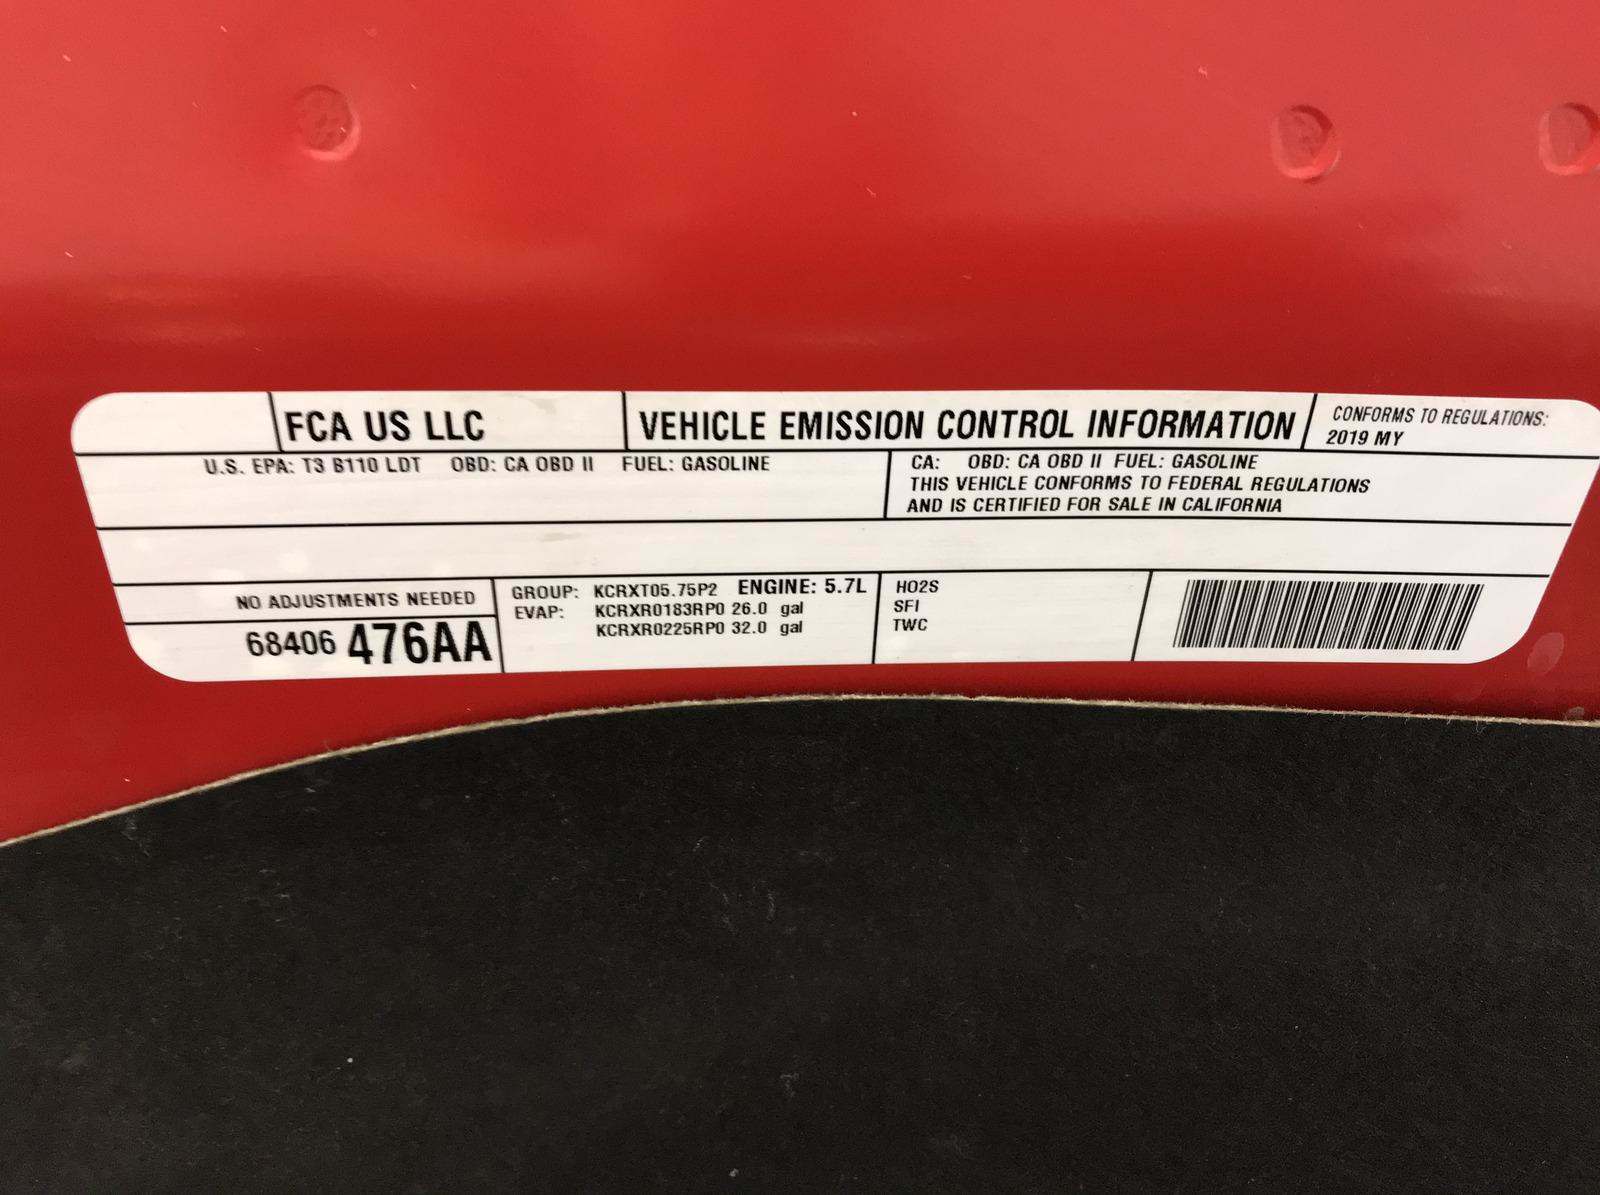 FCA US LLC
VEHICLE EMISSION CONTROL INFORMATION
CONFORMS TO REGULATIONS:
2019 MY
U.S. EPA: T3 B110 LDT OBD: CA OBD II FUEL: GASOLINE
CA: OBD: CA OBD II FUEL: GASOLINE
THIS VEHICLE CONFORMS TO FEDERAL REGULATIONS
AND IS CERTIFIED FOR SALE IN CALIFORNIA
NO ADJUSTMENTS NEEDED
68406 476AA
GROUP: KCRXT05.75P2 ENGINE: 5.7L
EVAP: KCRXR0183RP0 26.0 gal
KCRXR0225RP0 32.0 gal
HO2S
SFI
TWC